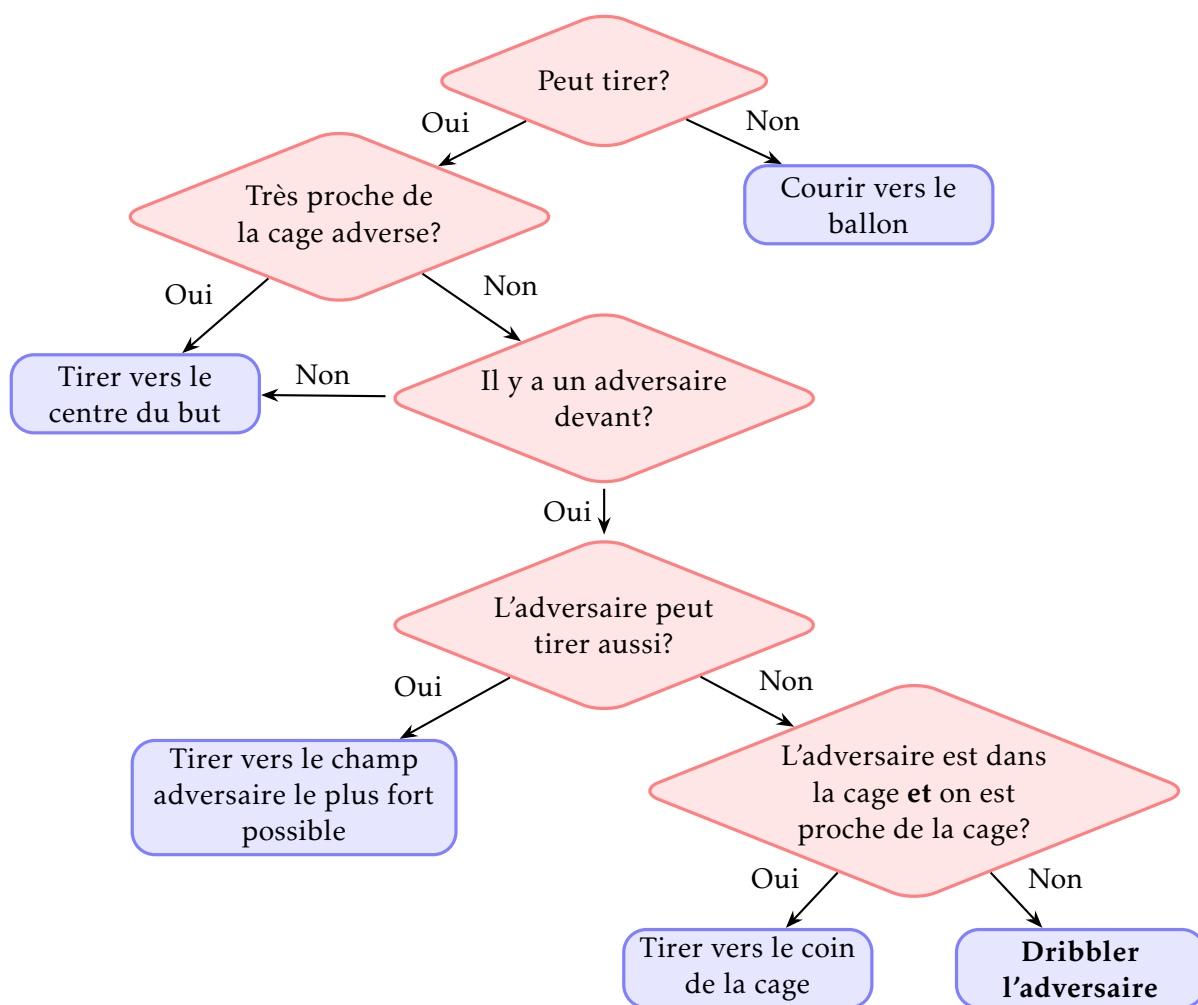 Peut tirer?
Oui
Non
Très proche de
la cage adverse?
Courir vers le
ballon
Oui
Non
Tirer vers le
centre du but
Non
Il y a un adversaire
devant?
Oui
L'adversaire peut
tirer aussi?
Oui
Non
Tirer vers le champ
adversaire le plus fort
possible
L'adversaire est dans
la cage et on est
proche de la cage?
Oui
Non
Tirer vers le coin
de la cage
Dribbler
l'adversaire